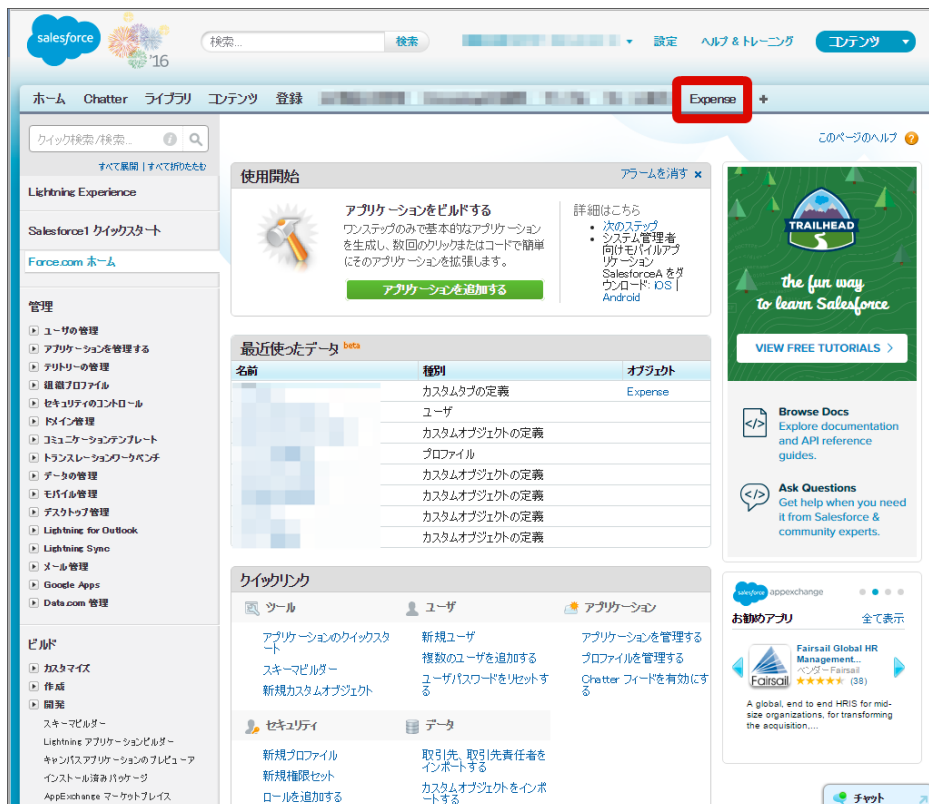 salesforce
'16
検索...
検索
設定
ヘルプ & トレーニング
コンテンツ
ホーム Chatter ライブラリ コンテンツ 登録
Expense +
クイック検索/検索...
すべて展開 | すべて折りたたむ
Lightning Experience
Salesforce1 クイックスタート
Force.com ホーム
管理
ユーザの管理
アプリケーションを管理する
テリトリーの管理
組織プロファイル
セキュリティのコントロール
ドメイン管理
コミュニケーションテンプレート
トランスレーションワークベンチ
データの管理
モバイル管理
デスクトップ管理
Lightning for Outlook
Lightning Sync
メール管理
Google Apps
Data.com 管理
ビルド
カスタマイズ
作成
開発
スキーマビルダー
Lightning アプリケーションビルダー
キャンバスアプリケーションのプレビューア
インストール済みパッケージ
AppExchange マーケットプレイス
このページのヘルプ
使用開始
アラームを消す ×
アプリケーションをビルドする
ワンステップのみで基本的なアプリケーション
を生成し、数回のクリックまたはコードで簡単
にそのアプリケーションを拡張します。
アプリケーションを追加する
詳細はこちら
• 次のステップ
• システム管理者
向けモバイルアプ
リケーション
SalesforceA をダ
ウンロード: iOS |
Android
最近使ったデータ beta
名前 種別 オブジェクト
カスタムタブの定義 Expense
ユーザ
カスタムオブジェクトの定義
プロファイル
カスタムオブジェクトの定義
カスタムオブジェクトの定義
カスタムオブジェクトの定義
カスタムオブジェクトの定義
クイックリンク
ツール
アプリケーションのクイックスタ
ート
スキーマビルダー
新規カスタムオブジェクト
ユーザ
新規ユーザ
複数のユーザを追加する
ユーザパスワードをリセットす
る
アプリケーション
アプリケーションを管理する
プロファイルを管理する
Chatter フィードを有効にす
る
セキュリティ
新規プロファイル
新規権限セット
ロールを追加する
データ
取引先、取引先責任者を
インポートする
カスタムオブジェクトをインポ
ートする
TRAILHEAD
the fun way
to learn Salesforce
VIEW FREE TUTORIALS >
</>
Browse Docs
Explore documentation
and API reference
guides.
</>
Ask Questions
Get help when you need
it from Salesforce &
community experts.
salesforce appexchange
お勧めアプリ 全て表示
Fairsail
Fairsail Global HR
Management...
ベンダー Fairsail
★★★★★ (38)
A global, end to end HRIS for mid-
size organizations, for transforming
the acquisition,...
チャット